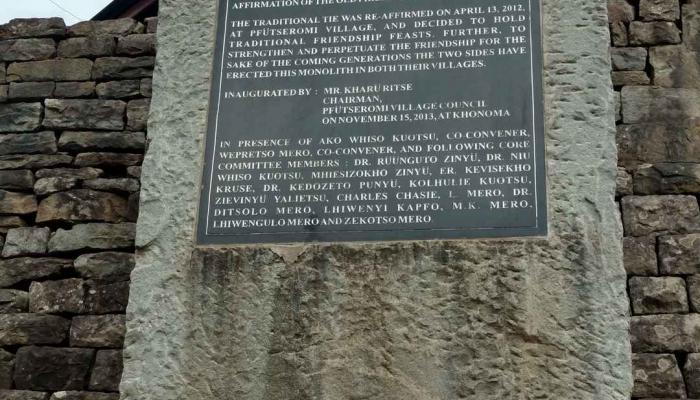 AFFIRMATION OF THE OLD
THE TRADITIONAL TIE WAS RE-AFFIRMED ON APRIL 13, 2012,
AT PFÜTSEROMI VILLAGE, AND DECIDED TO HOLD
TRADITIONAL FRIENDSHIP FEASTS. FURTHER, TO
STRENGTHEN AND PERPETUATE THE FRIENDSHIP FOR THE
SAKE OF THE COMING GENERATIONS THE TWO SIDES HAVE
ERECTED THIS MONOLITH IN BOTH THEIR VILLAGES.
INAUGURATED BY : MR. KHARÜ RITSE
CHAIRMAN,
PFÜTSEROMI VILLAGE COUNCIL
ON NOVEMBER 15, 2013, AT KHONOMA
IN PRESENCE OF AKO WHISO KUOTSU, CO-CONVENER,
WEPRETSO MERO, CO-CONVENER, AND FOLLOWING CORE
COMMITTEE MEMBERS : DR. RÜÜNGUTO ZINYÜ, DR. NIU
WHISO KUOTSU, MHIESIZOKHO ZINYÜ, ER. KEVISEKHO
KRUSE, DR. KEDOZETO PUNYÜ, KOLHULIE KUOTSU,
ZIEVINYÜ YALIETSU, CHARLES CHASIE, L. MERO, DR.
DITSOLO MERO, LHIWENYI KAPFO, M.K. MERO,
LHIWENGULO MERO AND ZEKOTSO MERO.